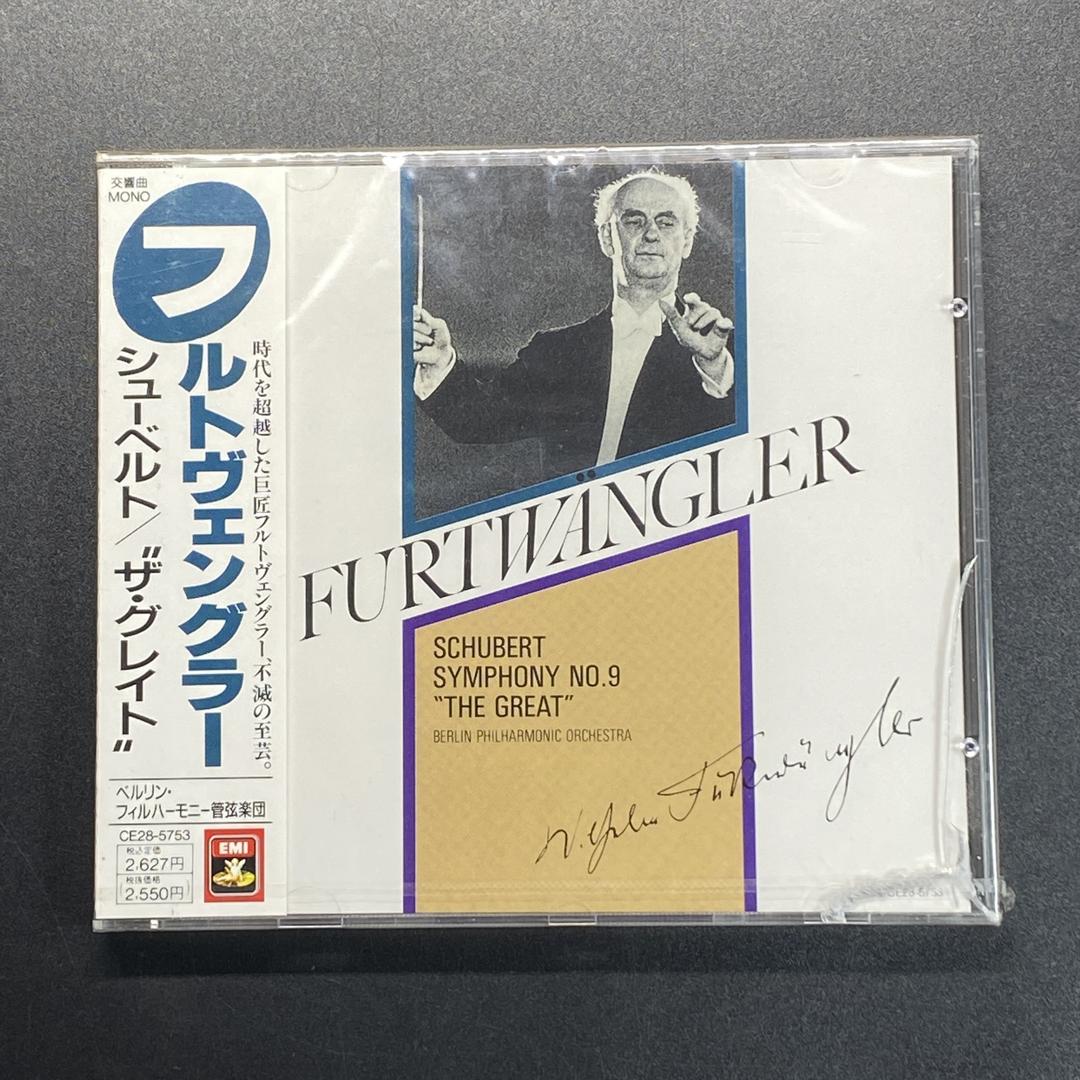 交響曲
MONO
フルトヴェングラー
シューベルト/“ザ・グレイト”
時代を超越した巨匠フルトヴェングラー、不滅の至芸。
ベルリン・
フィルハーモニー管弦楽団
CE28-5753
税込定価
2,627円
税抜価格
(2,550円)
EMI
FURTWÄNGLER
SCHUBERT
SYMPHONY NO.9
“THE GREAT”
BERLIN PHILHARMONIC ORCHESTRA
Wilhelm Furtwängler
CE28-5753